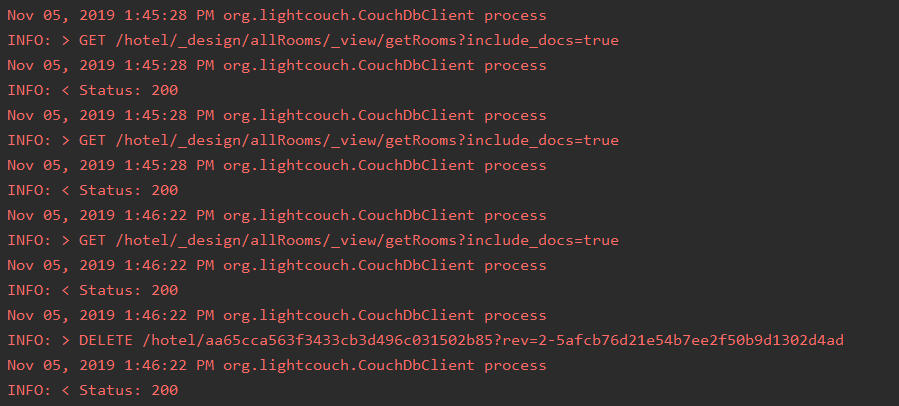 Nov 05, 2019 1:45:28 PM org.lightcouch.CouchDbClient process
INFO: > GET /hotel/_design/allRooms/_view/getRooms?include_docs=true
Nov 05, 2019 1:45:28 PM org.lightcouch.CouchDbClient process
INFO: < Status: 200
Nov 05, 2019 1:45:28 PM org.lightcouch.CouchDbClient process
INFO: > GET /hotel/_design/allRooms/_view/getRooms?include_docs=true
Nov 05, 2019 1:45:28 PM org.lightcouch.CouchDbClient process
INFO: < Status: 200
Nov 05, 2019 1:46:22 PM org.lightcouch.CouchDbClient process
INFO: > GET /hotel/_design/allRooms/_view/getRooms?include_docs=true
Nov 05, 2019 1:46:22 PM org.lightcouch.CouchDbClient process
INFO: < Status: 200
Nov 05, 2019 1:46:22 PM org.lightcouch.CouchDbClient process
INFO: > DELETE /hotel/aa65cca563f3433cb3d496c031502b85?rev=2-5afcb76d21e54b7ee2f50b9d1302d4ad
Nov 05, 2019 1:46:22 PM org.lightcouch.CouchDbClient process
INFO: < Status: 200